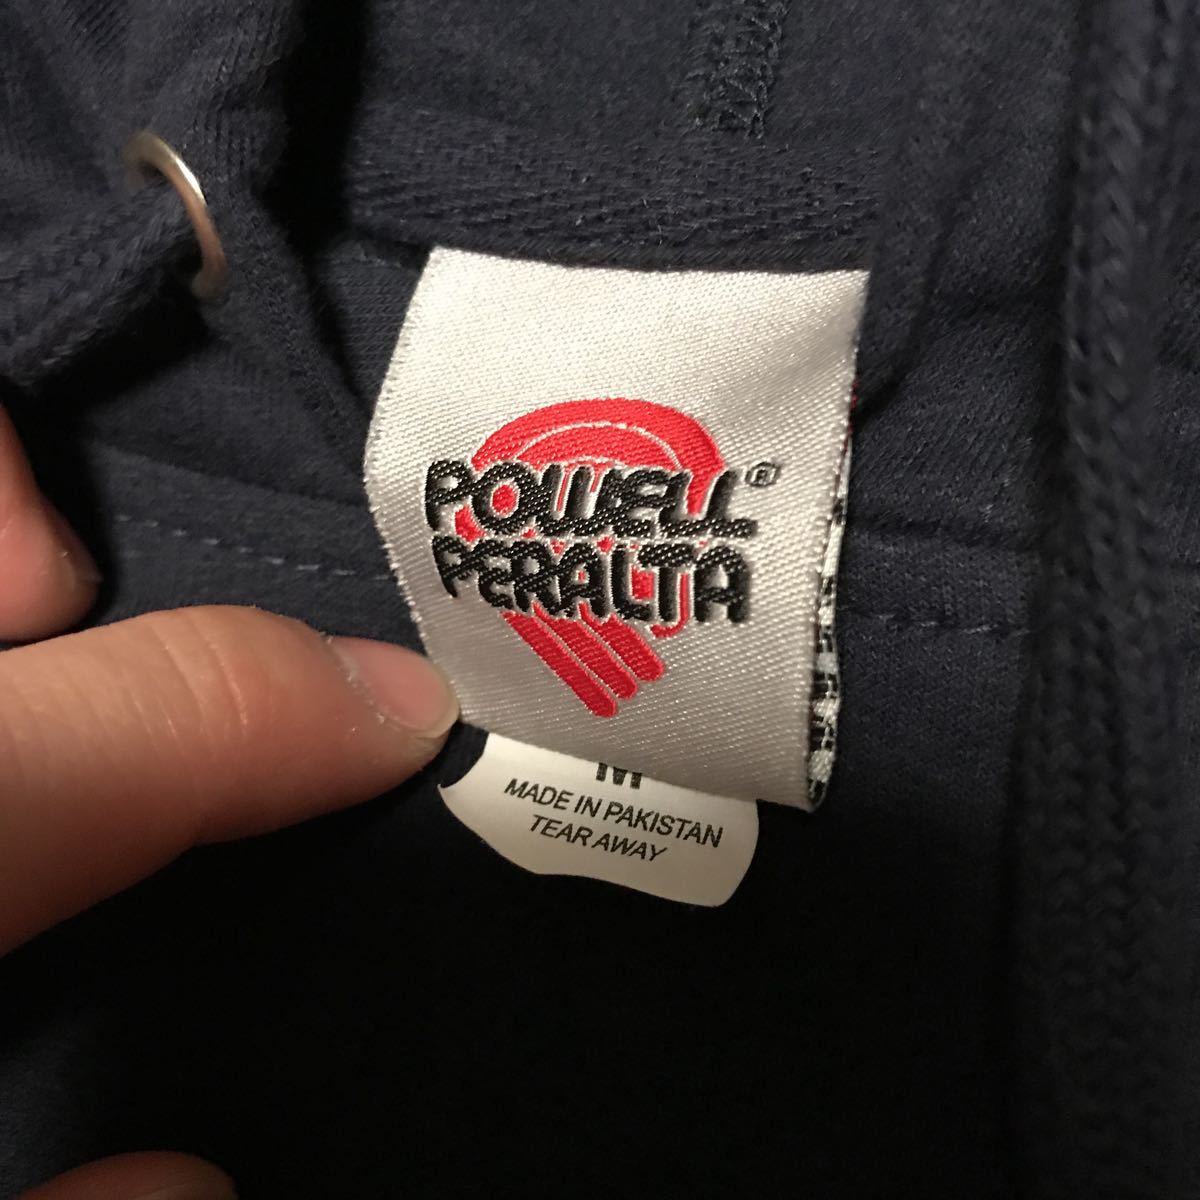 POWELL®
PERALTA
M
MADE IN PAKISTAN
TEAR AWAY